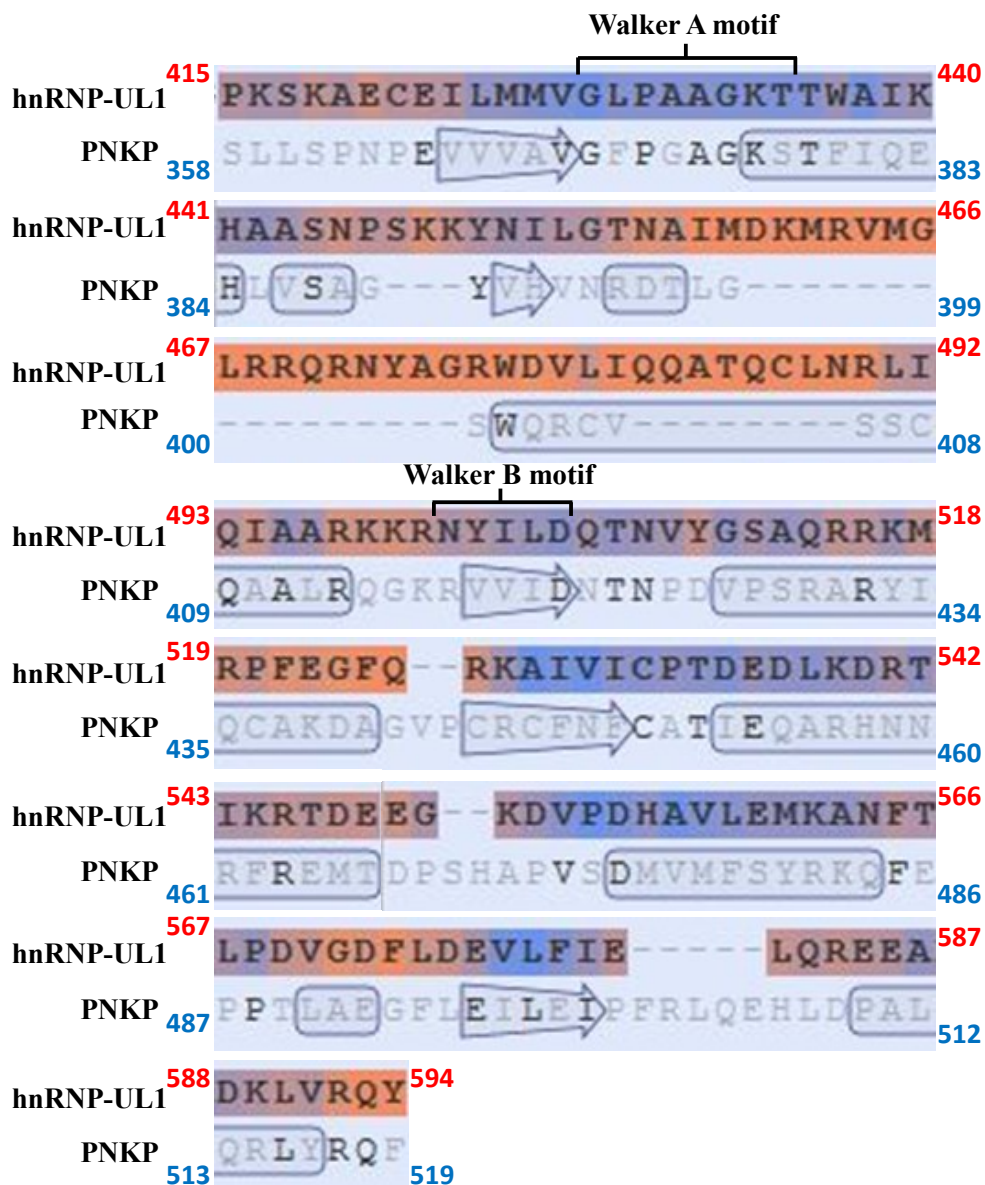 Walker A motif
hnRNP-UL1 415 PKSKAECEILMMVGLPAAGKTTWAIK 440
PNKP 358 SLLSPNPEVVVAVGFPGAGKSTFIQE 383
hnRNP-UL1 441 HAASNPSKKYNILGTNAIMDKMRVMG 466
PNKP 384 HLVSAG---YVHVNRDTLG------- 399
hnRNP-UL1 467 LRRQRNYAGRWDVLIQQATQCLNRLI 492
PNKP 400 ---------SWQRCV--------SSC 408
Walker B motif
hnRNP-UL1 493 QIAARKKRNYILDQTNVYGSAQRRKM 518
PNKP 409 QAALRQGKRVVIDNTNPDVPSRARYI 434
hnRNP-UL1 519 RPFEGFQ--RKAIVICPTDEDLKDRT 542
PNKP 435 QCAKDAGVPCRCFNFCATIEQARHNN 460
hnRNP-UL1 543 IKRTDEEG--KDVPDHAVLEMKANFT 566
PNKP 461 RFREMTDPSHAPVSDMVMFSYRKQFE 486
hnRNP-UL1 567 LPDVGDFLDEVLFIE-----LQREEA 587
PNKP 487 PPTLAEGFLEILEIPFRLQEHLDPAL 512
hnRNP-UL1 588 DKLVRQY 594
PNKP 513 QRLYRQF 519